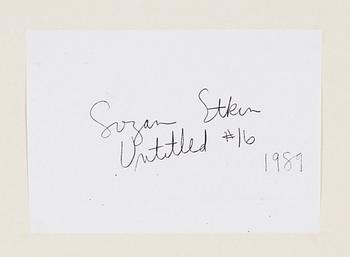 Suzan Etkin
Untitled #16
1989